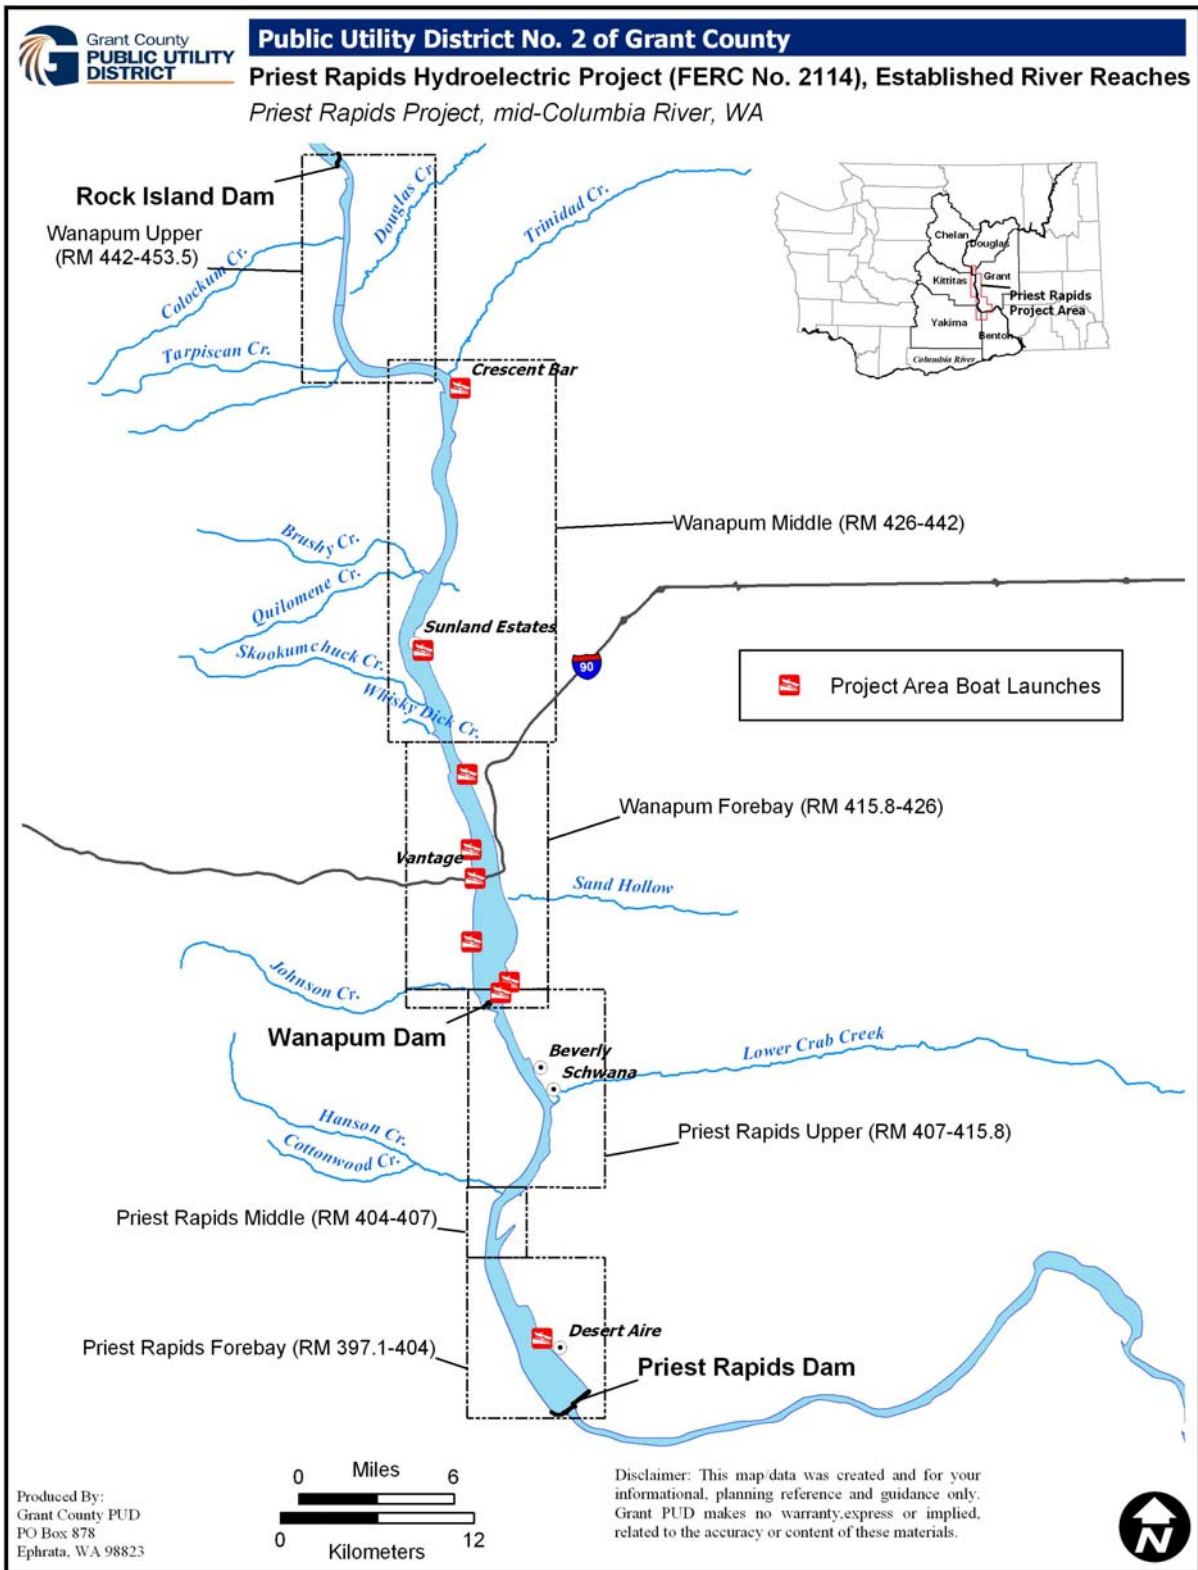 Grant County
PUBLIC UTILITY
DISTRICT
Public Utility District No. 2 of Grant County
Priest Rapids Hydroelectric Project (FERC No. 2114), Established River Reaches
Priest Rapids Project, mid-Columbia River, WA
Rock Island Dam
Wanapum Upper
(RM 442-453.5)
Douglas Cr.
Trinidad Cr.
Colockum Cr.
Tarpiscan Cr.
Crescent Bar
Chelan
Douglas
Kittitas
Grant
Priest Rapids
Project Area
Yakima
Benton
Columbia River
Wanapum Middle (RM 426-442)
Brushy Cr.
Quilomene Cr.
Sunland Estates
Skookumchuck Cr.
Whisky Dick Cr.
90
Project Area Boat Launches
Wanapum Forebay (RM 415.8-426)
Vantage
Sand Hollow
Johnson Cr.
Wanapum Dam
Beverly
Schwana
Lower Crab Creek
Hanson Cr.
Cottonwood Cr.
Priest Rapids Upper (RM 407-415.8)
Priest Rapids Middle (RM 404-407)
Desert Aire
Priest Rapids Forebay (RM 397.1-404)
Priest Rapids Dam
0 Miles 6
0 Kilometers 12
Produced By:
Grant County PUD
PO Box 878
Ephrata, WA 98823
Disclaimer: This map/data was created and for your
informational, planning reference and guidance only.
Grant PUD makes no warranty,express or implied,
related to the accuracy or content of these materials.
N